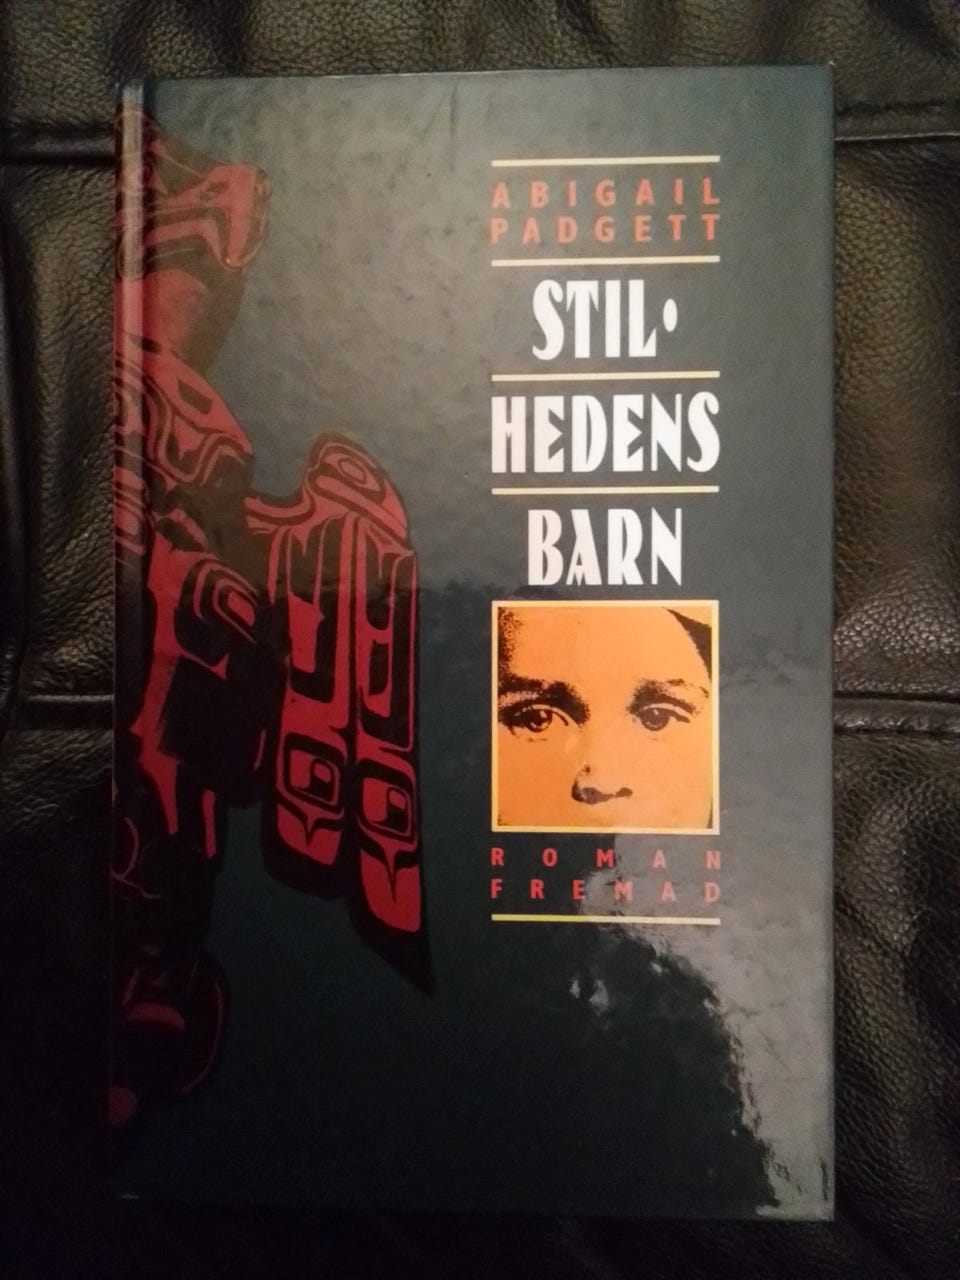 ABIGAIL
PADGETT
STIL·
HEDENS
BARN
ROMAN
FREMAD